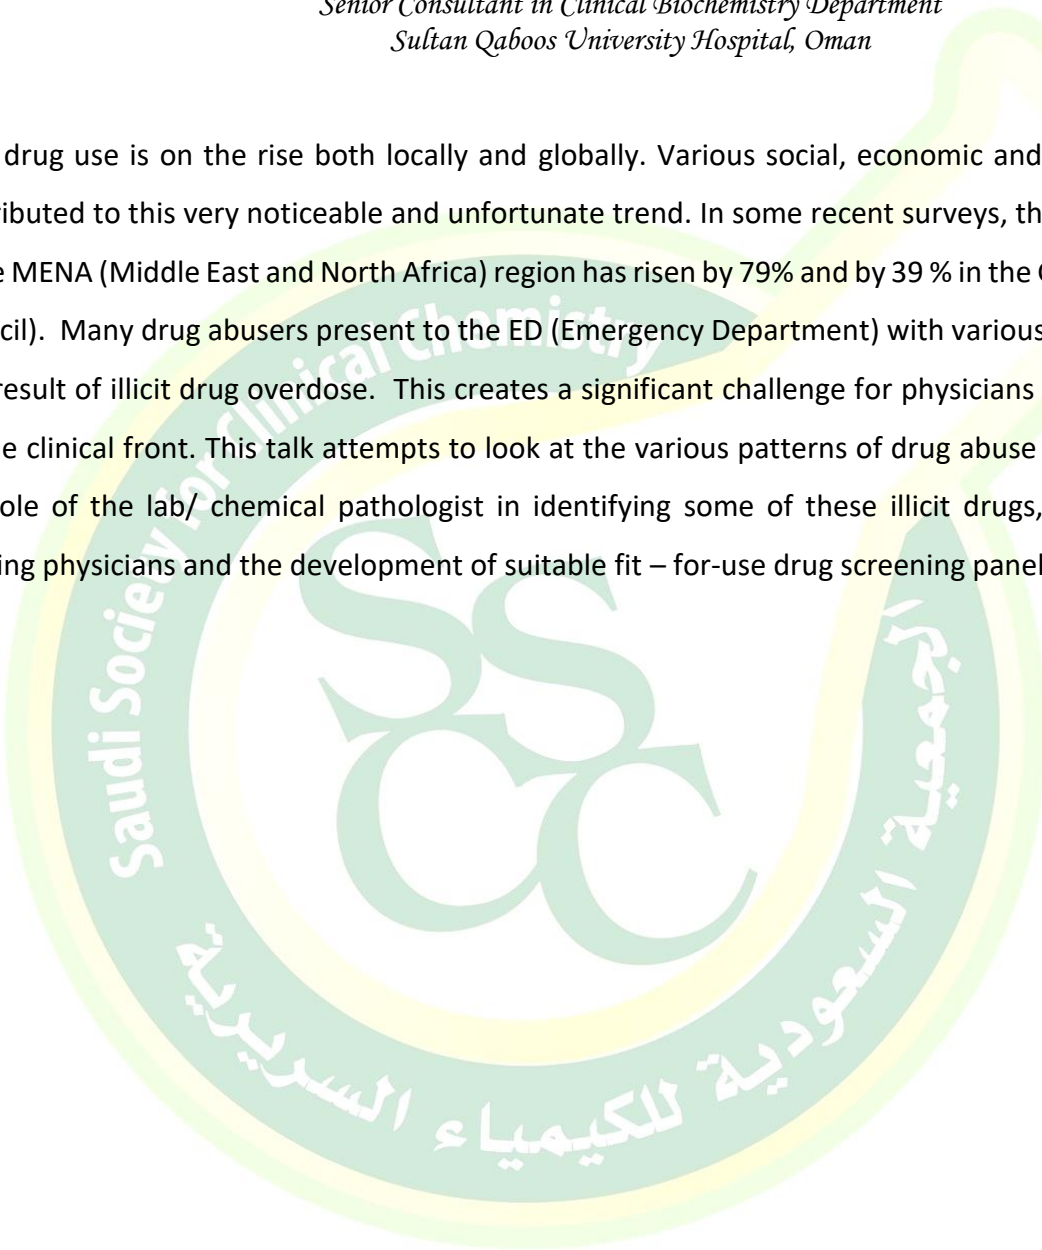 Senior Consultant in Clinical Biochemistry Department
Sultan Qaboos University Hospital, Oman
drug use is on the rise both locally and globally. Various social, economic and
ributed to this very noticeable and unfortunate trend. In some recent surveys, th
e MENA (Middle East and North Africa) region has risen by 79% and by 39 % in the
cil). Many drug abusers present to the ED (Emergency Department) with various
result of illicit drug overdose. This creates a significant challenge for physicians
e clinical front. This talk attempts to look at the various patterns of drug abuse
ole of the lab/ chemical pathologist in identifying some of these illicit drugs,
ing physicians and the development of suitable fit – for-use drug screening panel
Saudi Society for Clinical Chemistry
SSCC
الجمعية السعودية للكيمياء السريرية